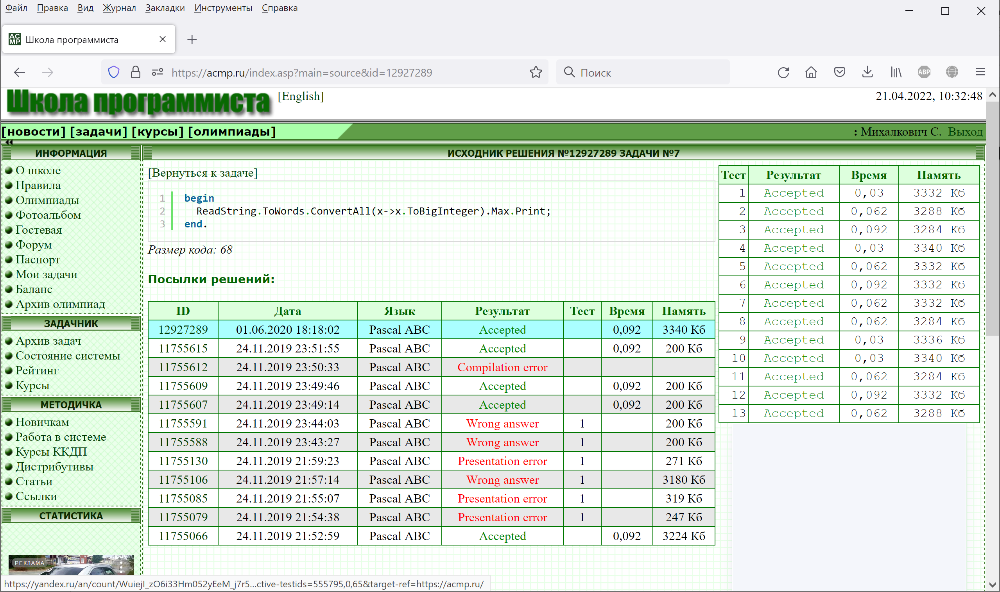 Файл Правка Вид Журнал Закладки Инструменты Справка
AC MP Школа программиста
https://acmp.ru/index.asp?main=source&id=12927289 Поиск ABP
Школа программиста [English] 21.04.2022, 10:32:48
[новости] [задачи] [курсы] [олимпиады] : Михалкович С. Выход
ИНФОРМАЦИЯ
О школе
Правила
Олимпиады
Фотоальбом
Гостевая
Форум
Паспорт
Мои задачи
Баланс
Архив олимпиад
ЗАДАЧНИК
Архив задач
Состояние системы
Рейтинг
Курсы
МЕТОДИЧКА
Новичкам
Работа в системе
Курсы ККДП
Дистрибутивы
Статьи
Ссылки
СТАТИСТИКА
РЕКЛАМА
ИСХОДНИК РЕШЕНИЯ №12927289 ЗАДАЧИ №7
[Вернуться к задаче]
1 begin
2 ReadString.ToWords.ConvertAll(x->x.ToBigInteger).Max.Print;
3 end.
Размер кода: 68
Посылки решений:
ID Дата Язык Результат Тест Время Память
12927289 01.06.2020 18:18:02 Pascal ABC Accepted 0,092 3340 Кб
11755615 24.11.2019 23:51:55 Pascal ABC Accepted 0,092 200 Кб
11755612 24.11.2019 23:50:33 Pascal ABC Compilation error
11755609 24.11.2019 23:49:46 Pascal ABC Accepted 0,092 200 Кб
11755607 24.11.2019 23:49:14 Pascal ABC Accepted 0,092 200 Кб
11755591 24.11.2019 23:44:03 Pascal ABC Wrong answer 1 200 Кб
11755588 24.11.2019 23:43:27 Pascal ABC Wrong answer 1 200 Кб
11755130 24.11.2019 21:59:23 Pascal ABC Presentation error 1 271 Кб
11755106 24.11.2019 21:57:14 Pascal ABC Wrong answer 1 3180 Кб
11755085 24.11.2019 21:55:07 Pascal ABC Presentation error 1 319 Кб
11755079 24.11.2019 21:54:38 Pascal ABC Presentation error 1 247 Кб
11755066 24.11.2019 21:52:59 Pascal ABC Accepted 0,092 3224 Кб
Тест Результат Время Память
1 Accepted 0,03 3332 Кб
2 Accepted 0,062 3288 Кб
3 Accepted 0,092 3284 Кб
4 Accepted 0,03 3340 Кб
5 Accepted 0,062 3332 Кб
6 Accepted 0,092 3332 Кб
7 Accepted 0,062 3332 Кб
8 Accepted 0,062 3284 Кб
9 Accepted 0,03 3336 Кб
10 Accepted 0,03 3340 Кб
11 Accepted 0,062 3284 Кб
12 Accepted 0,092 3332 Кб
13 Accepted 0,062 3288 Кб
https://yandex.ru/an/count/WuiejI_zO6i33Hm052yEeM_j7r5...ctive-testids=555795,0,65&target-ref=https://acmp.ru/